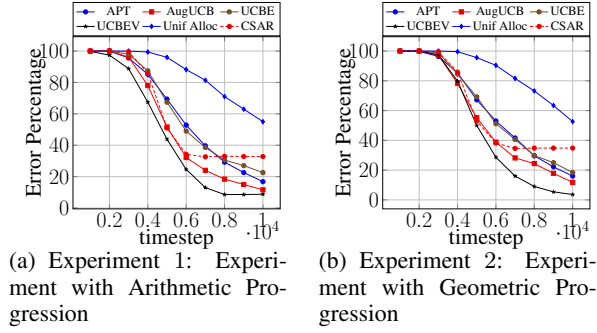 APT AugUCB UCBE
UCBEV Unif Alloc CSAR
100
80
60
40
20
0
Error Percentage
0.2 0.4 0.6 0.8 1
timestep ·10⁴
(a) Experiment 1: Experi-
ment with Arithmetic Pro-
gression
APT AugUCB UCBE
UCBEV Unif Alloc CSAR
100
80
60
40
20
0
Error Percentage
0.2 0.4 0.6 0.8 1
timestep ·10⁴
(b) Experiment 2: Experi-
ment with Geometric Pro-
gression